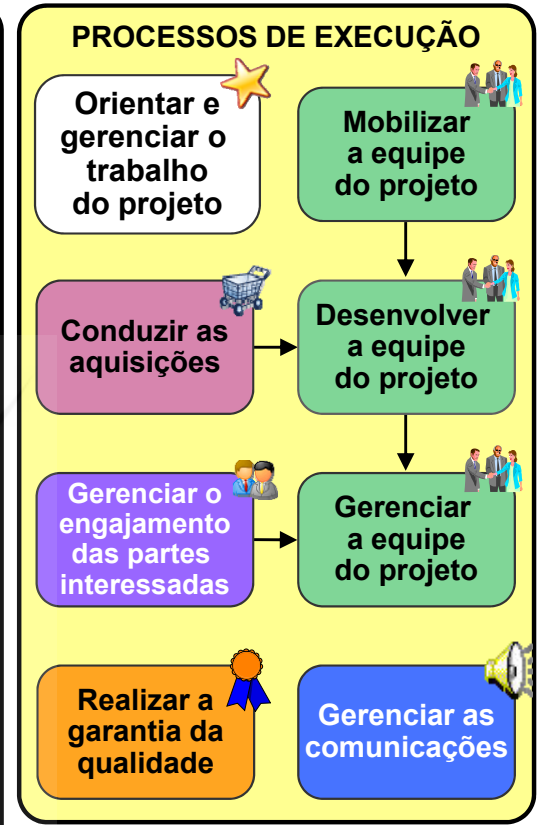 PROCESSOS DE EXECUÇÃO
Orientar e
gerenciar o
trabalho
do projeto
Mobilizar
a equipe
do projeto
Conduzir as
aquisições
Desenvolver
a equipe
do projeto
Gerenciar o
engajamento
das partes
interessadas
Gerenciar
a equipe
do projeto
Realizar a
garantia da
qualidade
Gerenciar as
comunicações